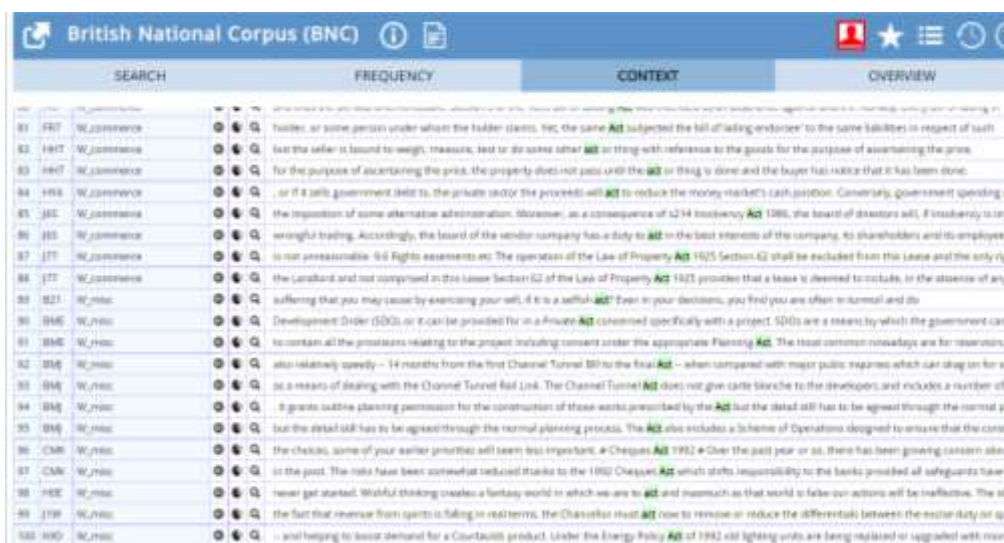 British National Corpus (BNC)
SEARCH FREQUENCY CONTEXT OVERVIEW
81 FRT W_commerce holder, or some person under whom the holder claims. Yet, the same Act subjected the bill of lading endorsee' to the same liabilities in respect of such
82 HHT W_commerce but the seller is bound to weigh, measure, test or do some other act or thing with reference to the goods for the purpose of ascertaining the price,
83 HHT W_commerce for the purpose of ascertaining the price, the property does not pass until the act or thing is done and the buyer has notice that it has been done.
84 W_commerce . or if it sells government debt to, the private sector the proceeds will act to reduce the money market's cash position. Conversely, government spending
85 W_commerce the imposition of some alternative administration. Moreover, as a consequence of s214 Insolvency Act 1986, the board of directors will, if insolvency is
86 W_commerce wrongful trading. Accordingly, the board of the vendor company has a duty to act in the best interests of the company, its shareholders and its
87 J7T W_commerce is not unreasonable 9.6 Rights easements etc The operation of the Law of Property Act 1925 Section 62 shall be excluded from this Lease and the only
88 J7T W_commerce the Landlord and not comprised in this Lease Section 62 of the Law of Property Act 1925 provides that a lease is deemed to include, in the absence of
89 B21 W_misc suffering that you may cause by exercising your will, if it is a selfish act? Even in your decisions, you find you are often in turmoil and do
90 BME W_misc Development Order (SDO), or it can be provided for in a Private Act concerned specifically with a project. SDOs are a means by which the government
91 BME W_misc to contain all the provisions relating to the project including consent under the appropriate Planning Act. The most common nowadays are for reservoirs,
92 BMJ W_misc also relatively speedy -- 14 months from the first Channel Tunnel Bill to the final Act -- when compared with major public inquiries which can drag on for
93 BMJ W_misc as a means of dealing with the Channel Tunnel Rail Link. The Channel Tunnel Act does not give carte blanche to the developers and includes a number of
94 BMJ W_misc . It grants outline planning permission for the construction of those works prescribed by the Act but the detail still has to be agreed through the normal
95 BMJ W_misc but the detail still has to be agreed through the normal planning process. The Act also includes a Scheme of Operations designed to ensure that the
96 CMK W_misc the choices, some of your earlier priorities will seem less important. # Cheques Act 1992 # Over the past year or so, there has been growing concern
97 CMK W_misc in the past. The risks have been somewhat reduced thanks to the 1992 Cheques Act which shifts responsibility to the banks provided all safeguards have
98 W_misc never get started. Wishful thinking creates a fantasy world in which we are to act and inasmuch as that world is false our actions will be ineffective. The
99 W_misc the fact that revenue from spirits is falling in real terms, the Chancellor must act now to remove or reduce the differentials between the excise duty on
100 W_misc -- and helping to boost demand for a Courtaulds product. Under the Energy Policy Act of 1992 old lighting units are being replaced or upgraded with